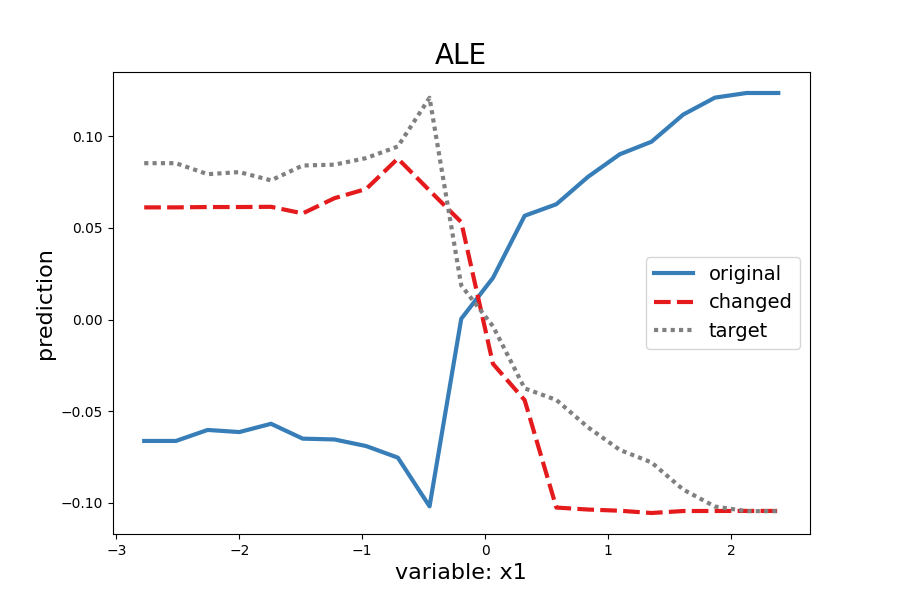 ALE
prediction
0.10
0.05
0.00
−0.05
−0.10
original
changed
target
−3
−2
−1
0
1
2
variable: x1